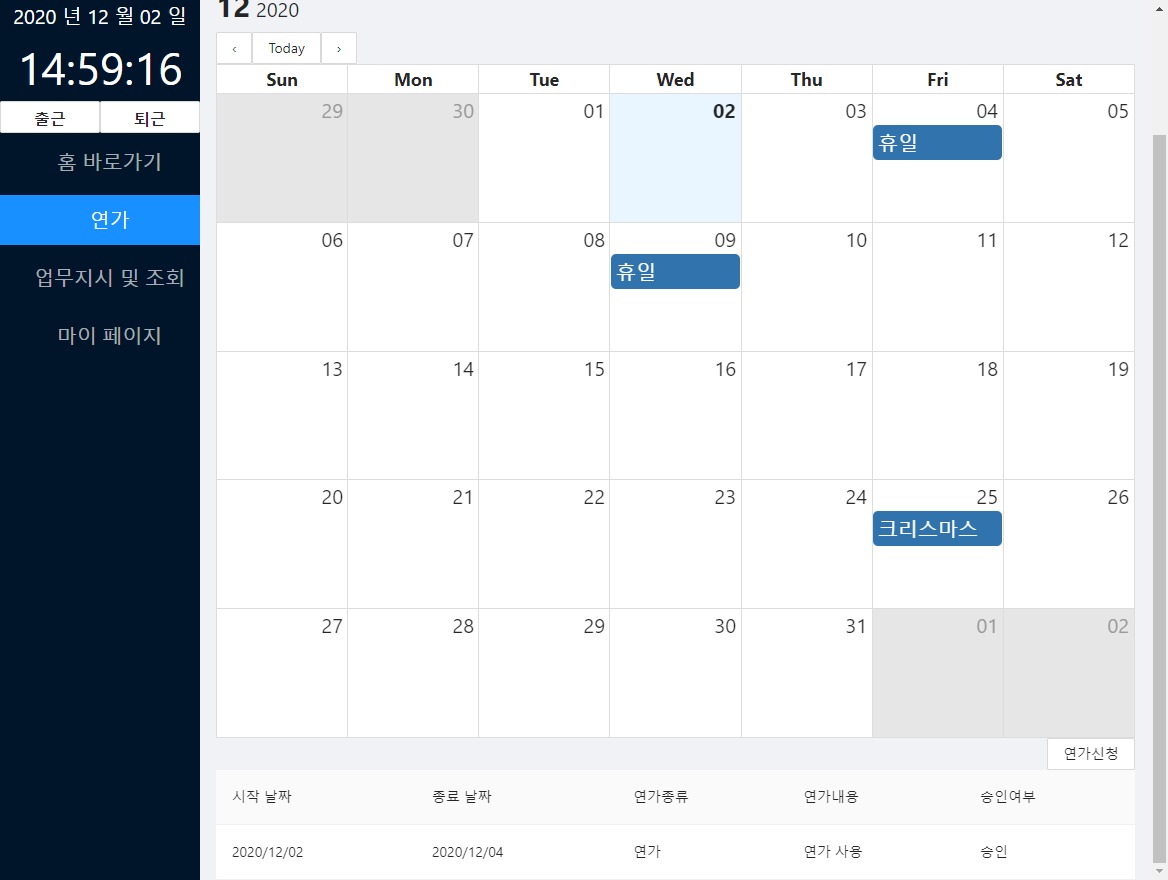 2020 년 12 월 02 일
14:59:16
출근 퇴근
홈 바로가기
연가
업무지시 및 조회
마이 페이지
12 2020
‹ Today ›
Sun Mon Tue Wed Thu Fri Sat
29 30 01 02 03 04 05
휴일
06 07 08 09 10 11 12
휴일
13 14 15 16 17 18 19
20 21 22 23 24 25 26
크리스마스
27 28 29 30 31 01 02
연가신청
시작 날짜 종료 날짜 연가종류 연가내용 승인여부
2020/12/02 2020/12/04 연가 연가 사용 승인